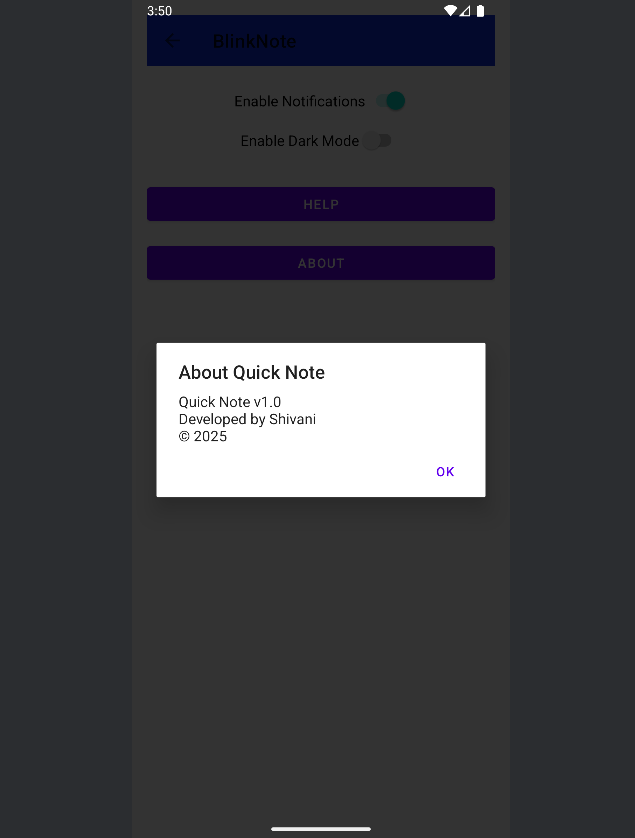 3:50
BlinkNote
Enable Notifications
Enable Dark Mode
HELP
ABOUT
About Quick Note
Quick Note v1.0
Developed by Shivani
© 2025
OK